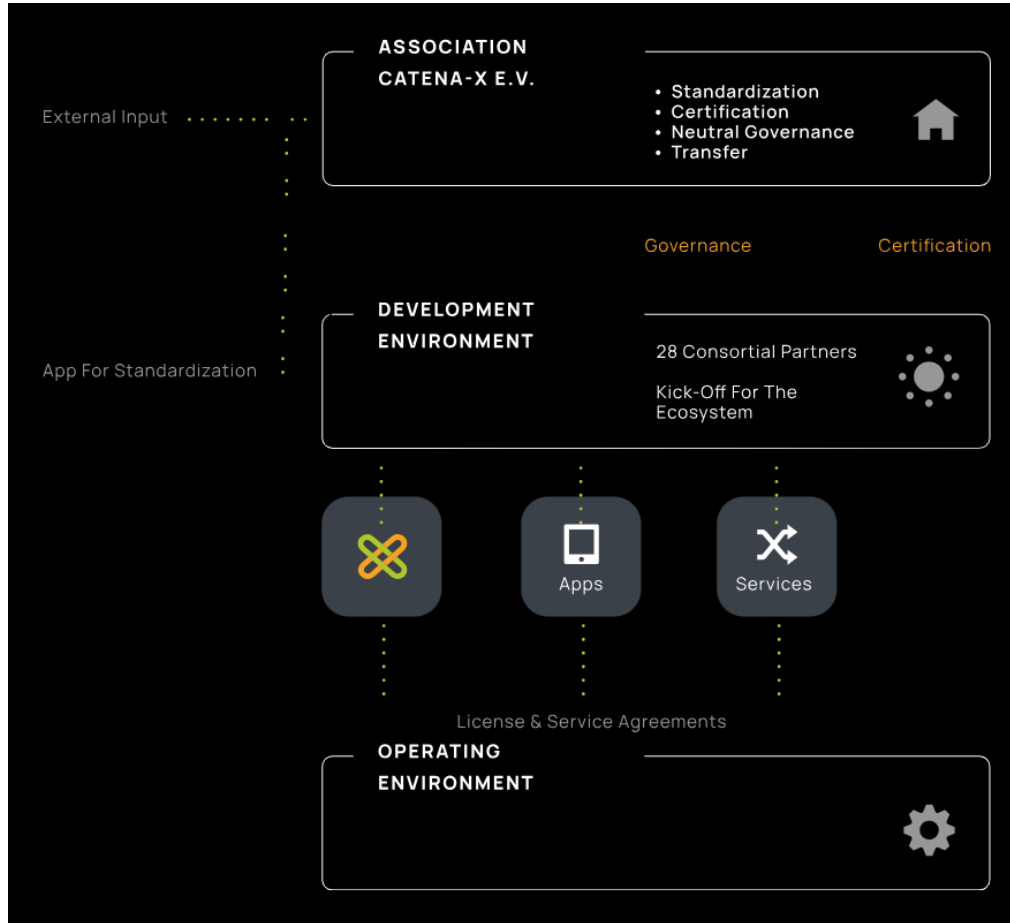 ASSOCIATION
CATENA-X E.V.
External Input
• Standardization
• Certification
• Neutral Governance
• Transfer
Governance
Certification
DEVELOPMENT
ENVIRONMENT
28 Consortial Partners
Kick-Off For The
Ecosystem
App For Standardization
Apps
Services
License & Service Agreements
OPERATING
ENVIRONMENT